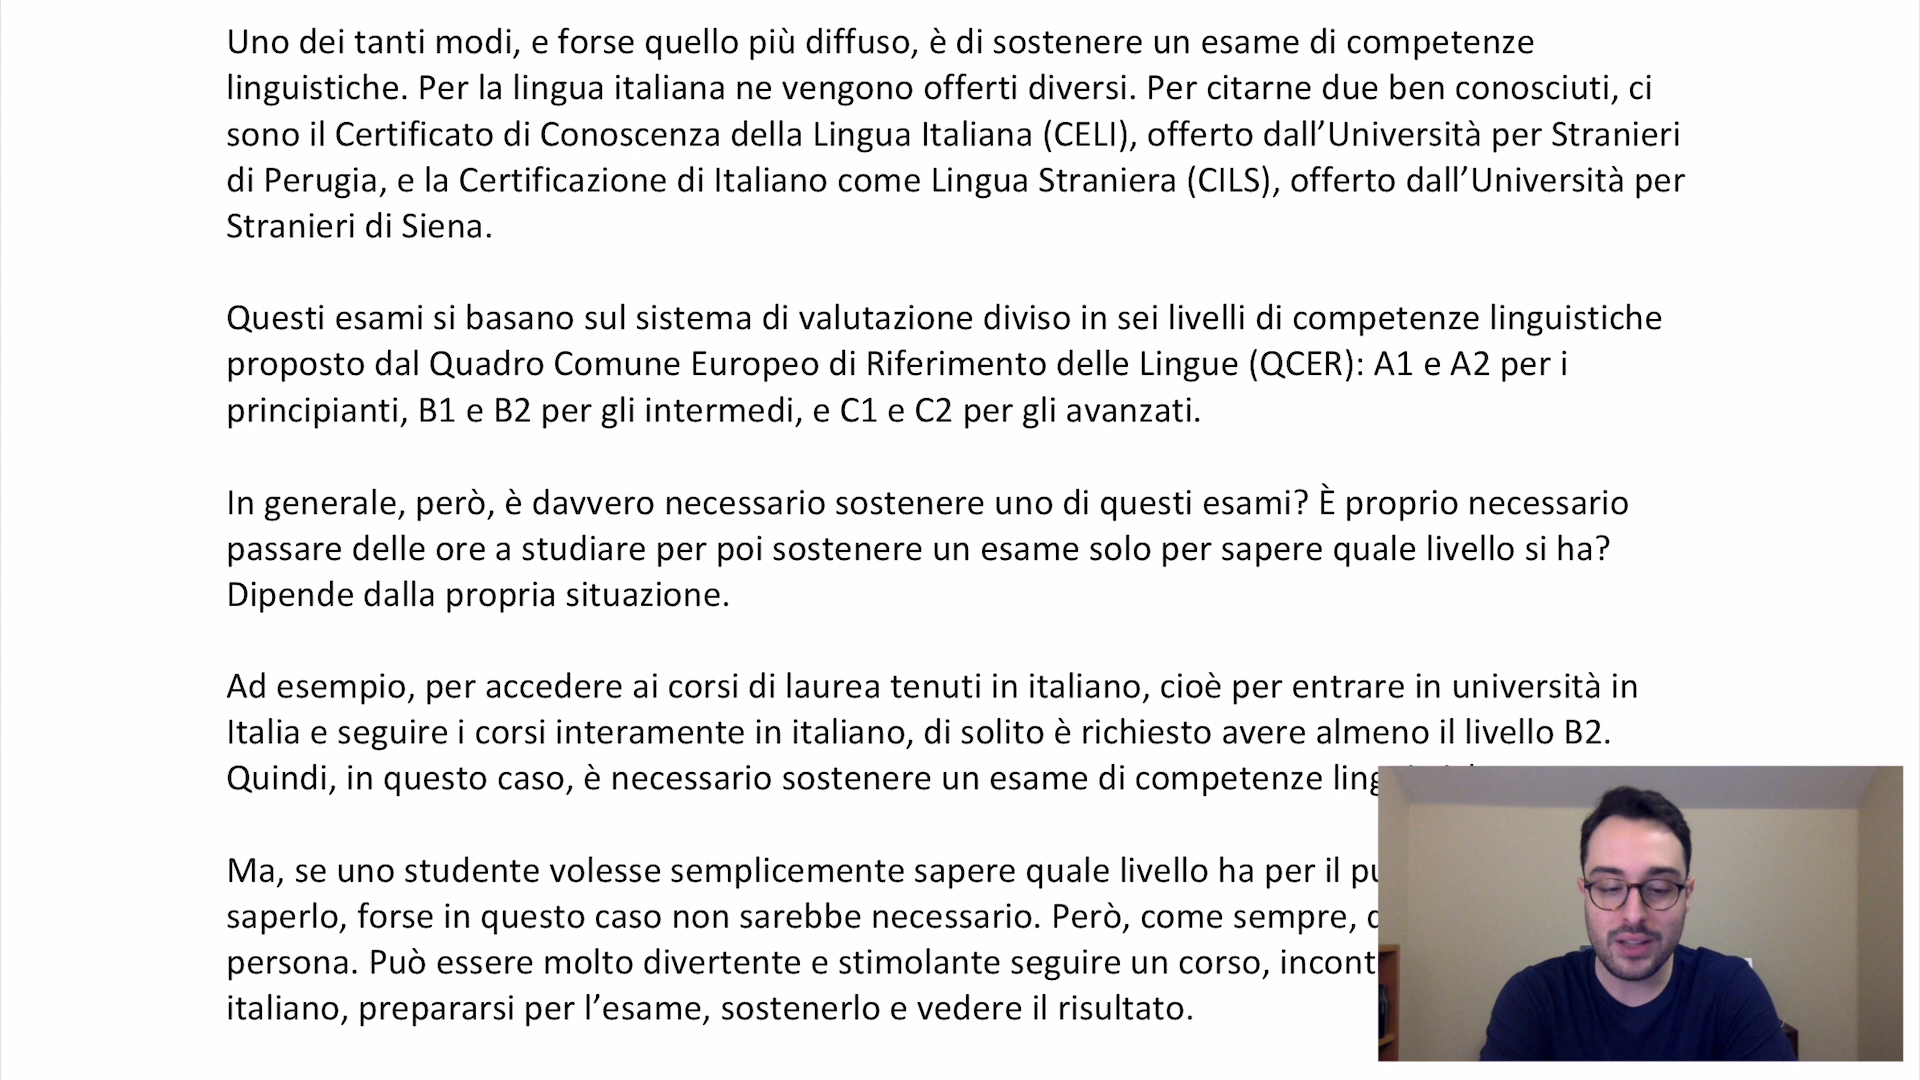 Uno dei tanti modi, e forse quello più diffuso, è di sostenere un esame di competenze
linguistiche. Per la lingua italiana ne vengono offerti diversi. Per citarne due ben conosciuti, ci
sono il Certificato di Conoscenza della Lingua Italiana (CELI), offerto dall’Università per Stranieri
di Perugia, e la Certificazione di Italiano come Lingua Straniera (CILS), offerto dall’Università per
Stranieri di Siena.
Questi esami si basano sul sistema di valutazione diviso in sei livelli di competenze linguistiche
proposto dal Quadro Comune Europeo di Riferimento delle Lingue (QCER): A1 e A2 per i
principianti, B1 e B2 per gli intermedi, e C1 e C2 per gli avanzati.
In generale, però, è davvero necessario sostenere uno di questi esami? È proprio necessario
passare delle ore a studiare per poi sostenere un esame solo per sapere quale livello si ha?
Dipende dalla propria situazione.
Ad esempio, per accedere ai corsi di laurea tenuti in italiano, cioè per entrare in università in
Italia e seguire i corsi interamente in italiano, di solito è richiesto avere almeno il livello B2.
Quindi, in questo caso, è necessario sostenere un esame di competenze
Ma, se uno studente volesse semplicemente sapere quale livello ha per il
saperlo, forse in questo caso non sarebbe necessario. Però, come sempre,
persona. Può essere molto divertente e stimolante seguire un corso,
italiano, prepararsi per l’esame, sostenerlo e vedere il risultato.